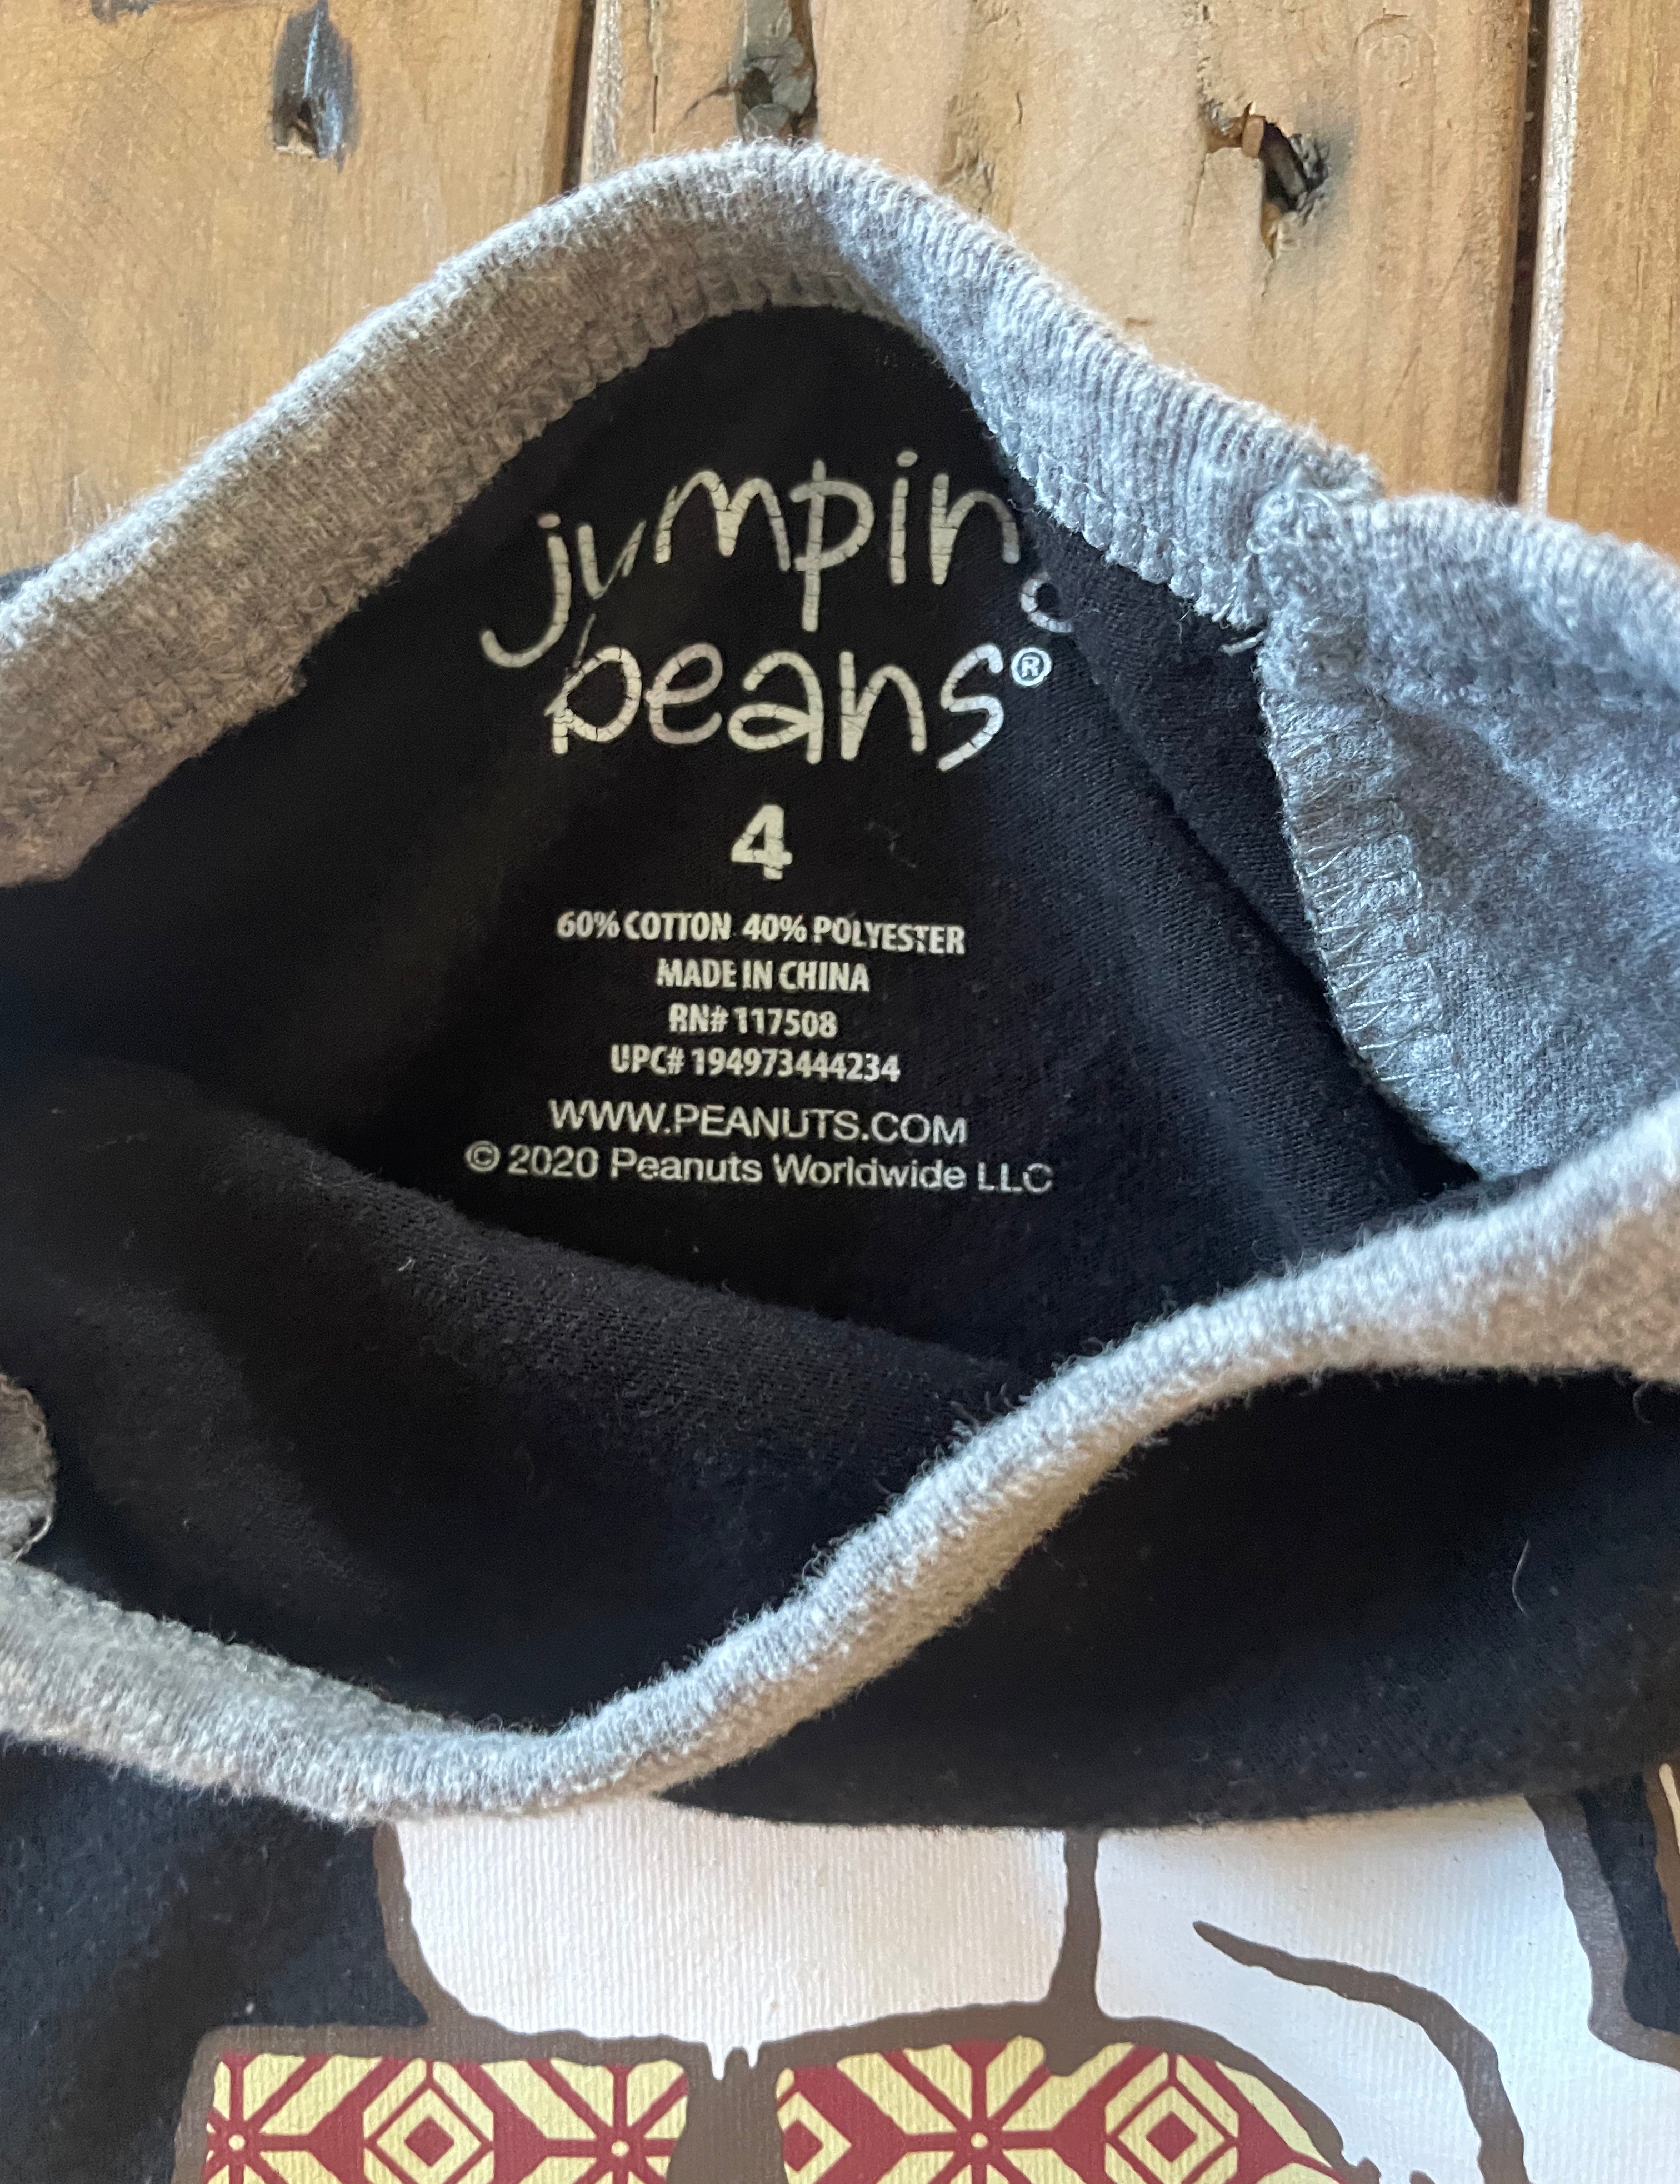 jumping
beans®
4
60% COTTON 40% POLYESTER
MADE IN CHINA
RN# 117508
UPC# 194973444234
WWW.PEANUTS.COM
© 2020 Peanuts Worldwide LLC